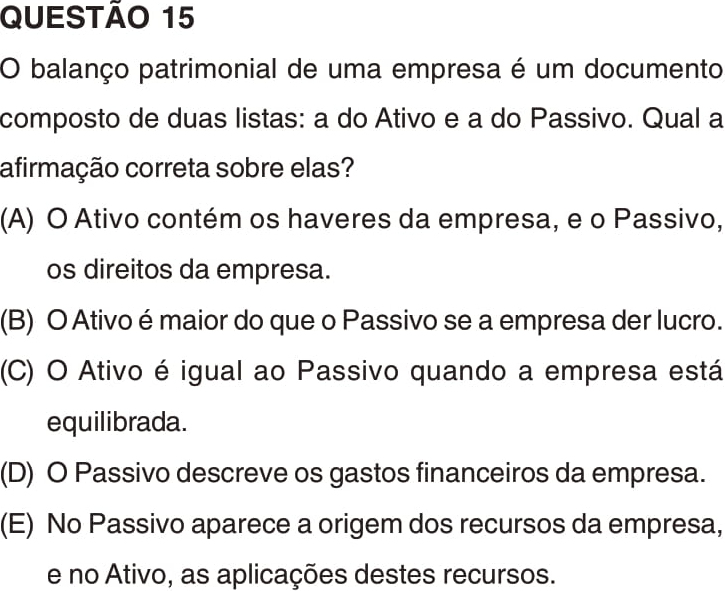 QUESTÃO 15
O balanço patrimonial de uma empresa é um documento
composto de duas listas: a do Ativo e a do Passivo. Qual a
afirmação correta sobre elas?
(A) O Ativo contém os haveres da empresa, e o Passivo,
os direitos da empresa.
(B) O Ativo é maior do que o Passivo se a empresa der lucro.
(C) O Ativo é igual ao Passivo quando a empresa está
equilibrada.
(D) O Passivo descreve os gastos financeiros da empresa.
(E) No Passivo aparece a origem dos recursos da empresa,
e no Ativo, as aplicações destes recursos.